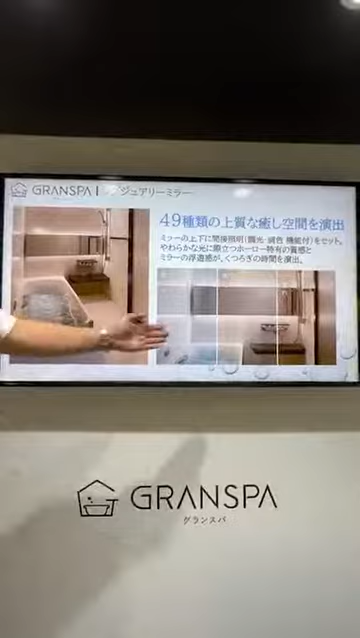 GRANSPA | ラグジュアリーミラー
49種類の上質な癒し空間を演出
ミラーの上下に間接照明(調光・調色 機能付)をセット。
やわらかな光に際立つホーロー特有の質感と
ミラーの浮遊感が、くつろぎの時間を演出。
GRANSPA
グランスパ